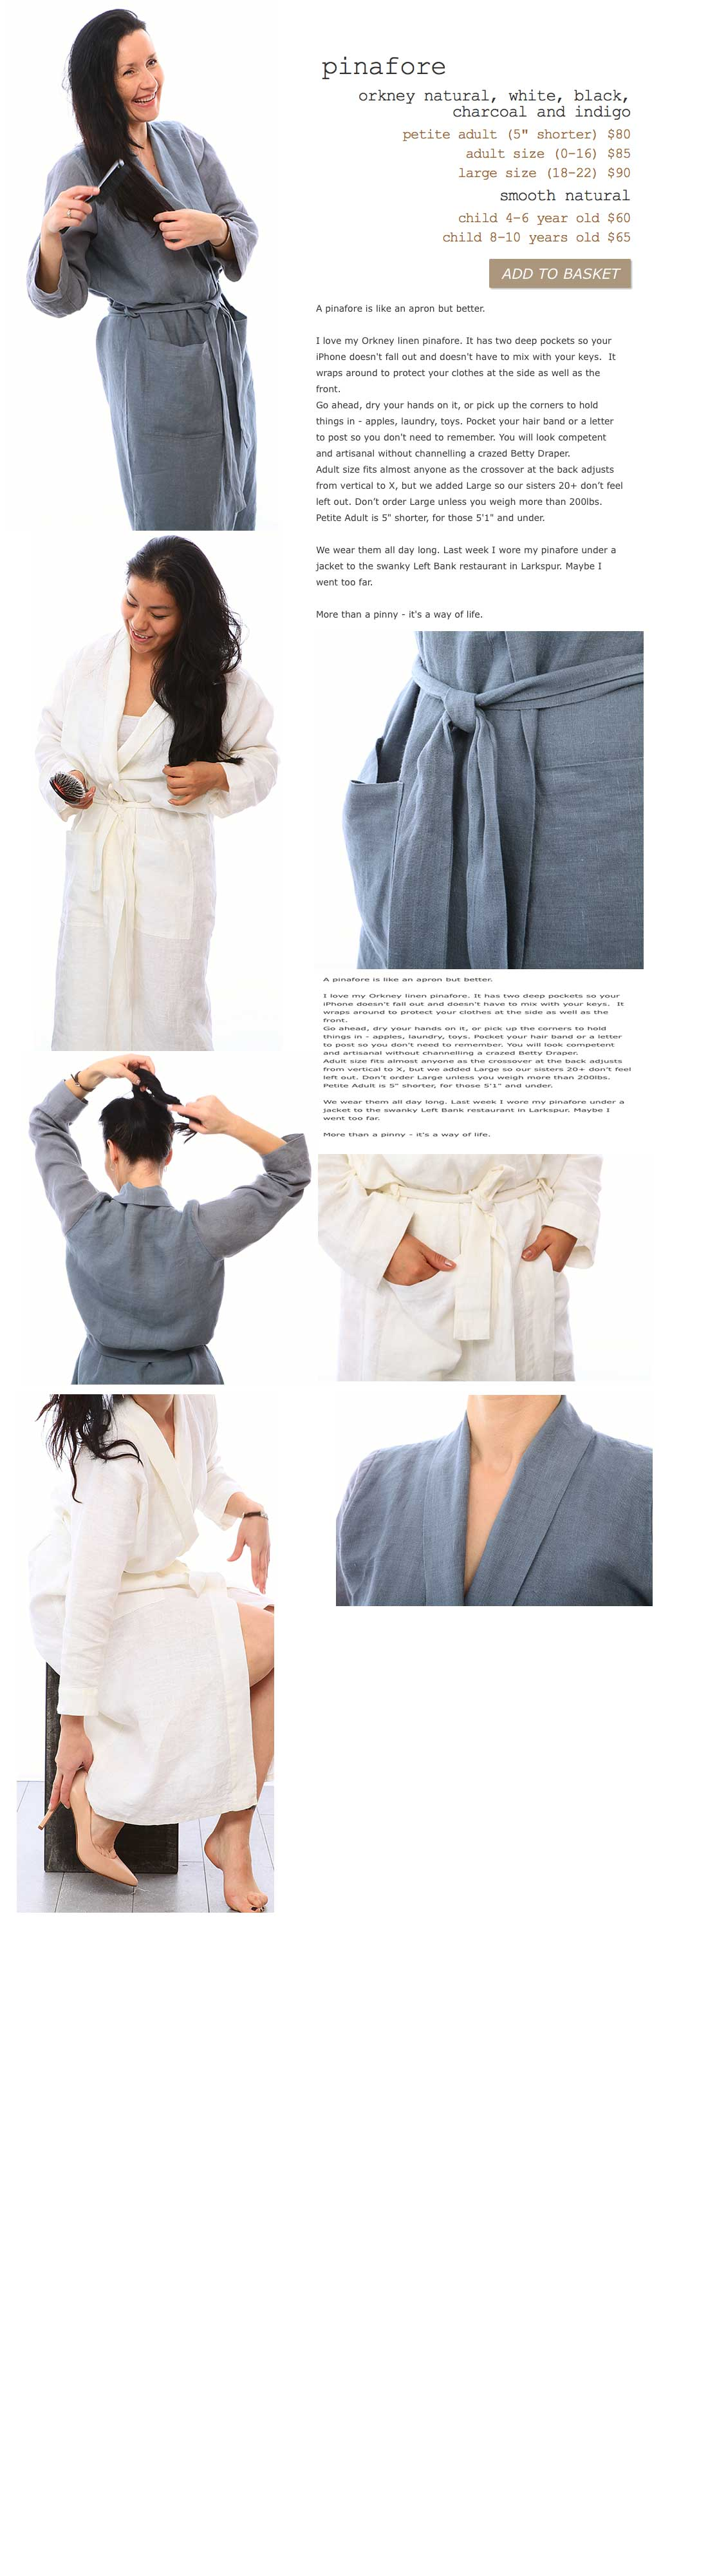 pinafore
orkney natural, white, black,
charcoal and indigo
petite adult (5" shorter) $80
adult size (0-16) $85
large size (18-22) $90
smooth natural
child 4-6 year old $60
child 8-10 years old $65
ADD TO BASKET
A pinafore is like an apron but better.
I love my Orkney linen pinafore. It has two deep pockets so your
iPhone doesn't fall out and doesn't have to mix with your keys.  It
wraps around to protect your clothes at the side as well as the
front.
Go ahead, dry your hands on it, or pick up the corners to hold
things in - apples, laundry, toys. Pocket your hair band or a letter
to post so you don't need to remember. You will look competent
and artisanal without channelling a crazed Betty Draper.
Adult size fits almost anyone as the crossover at the back adjusts
from vertical to X, but we added Large so our sisters 20+ don't feel
left out. Don't order Large unless you weigh more than 200lbs.
Petite Adult is 5" shorter, for those 5'1" and under.
We wear them all day long. Last week I wore my pinafore under a
jacket to the swanky Left Bank restaurant in Larkspur. Maybe I
went too far.
More than a pinny - it's a way of life.
A pinafore is like an apron but better.
I love my Orkney linen pinafore. It has two deep pockets so your
iPhone doesn't fall out and doesn't have to mix with your keys.  It
wraps around to protect your clothes at the side as well as the
front.
Go ahead, dry your hands on it, or pick up the corners to hold
things in - apples, laundry, toys. Pocket your hair band or a letter
to post so you don't need to remember. You will look competent
and artisanal without channelling a crazed Betty Draper.
Adult size fits almost anyone as the crossover at the back adjusts
from vertical to X, but we added Large so our sisters 20+ don't feel
left out. Don't order Large unless you weigh more than 200lbs.
Petite Adult is 5" shorter, for those 5'1" and under.
We wear them all day long. Last week I wore my pinafore under a
jacket to the swanky Left Bank restaurant in Larkspur. Maybe I
went too far.
More than a pinny - it's a way of life.